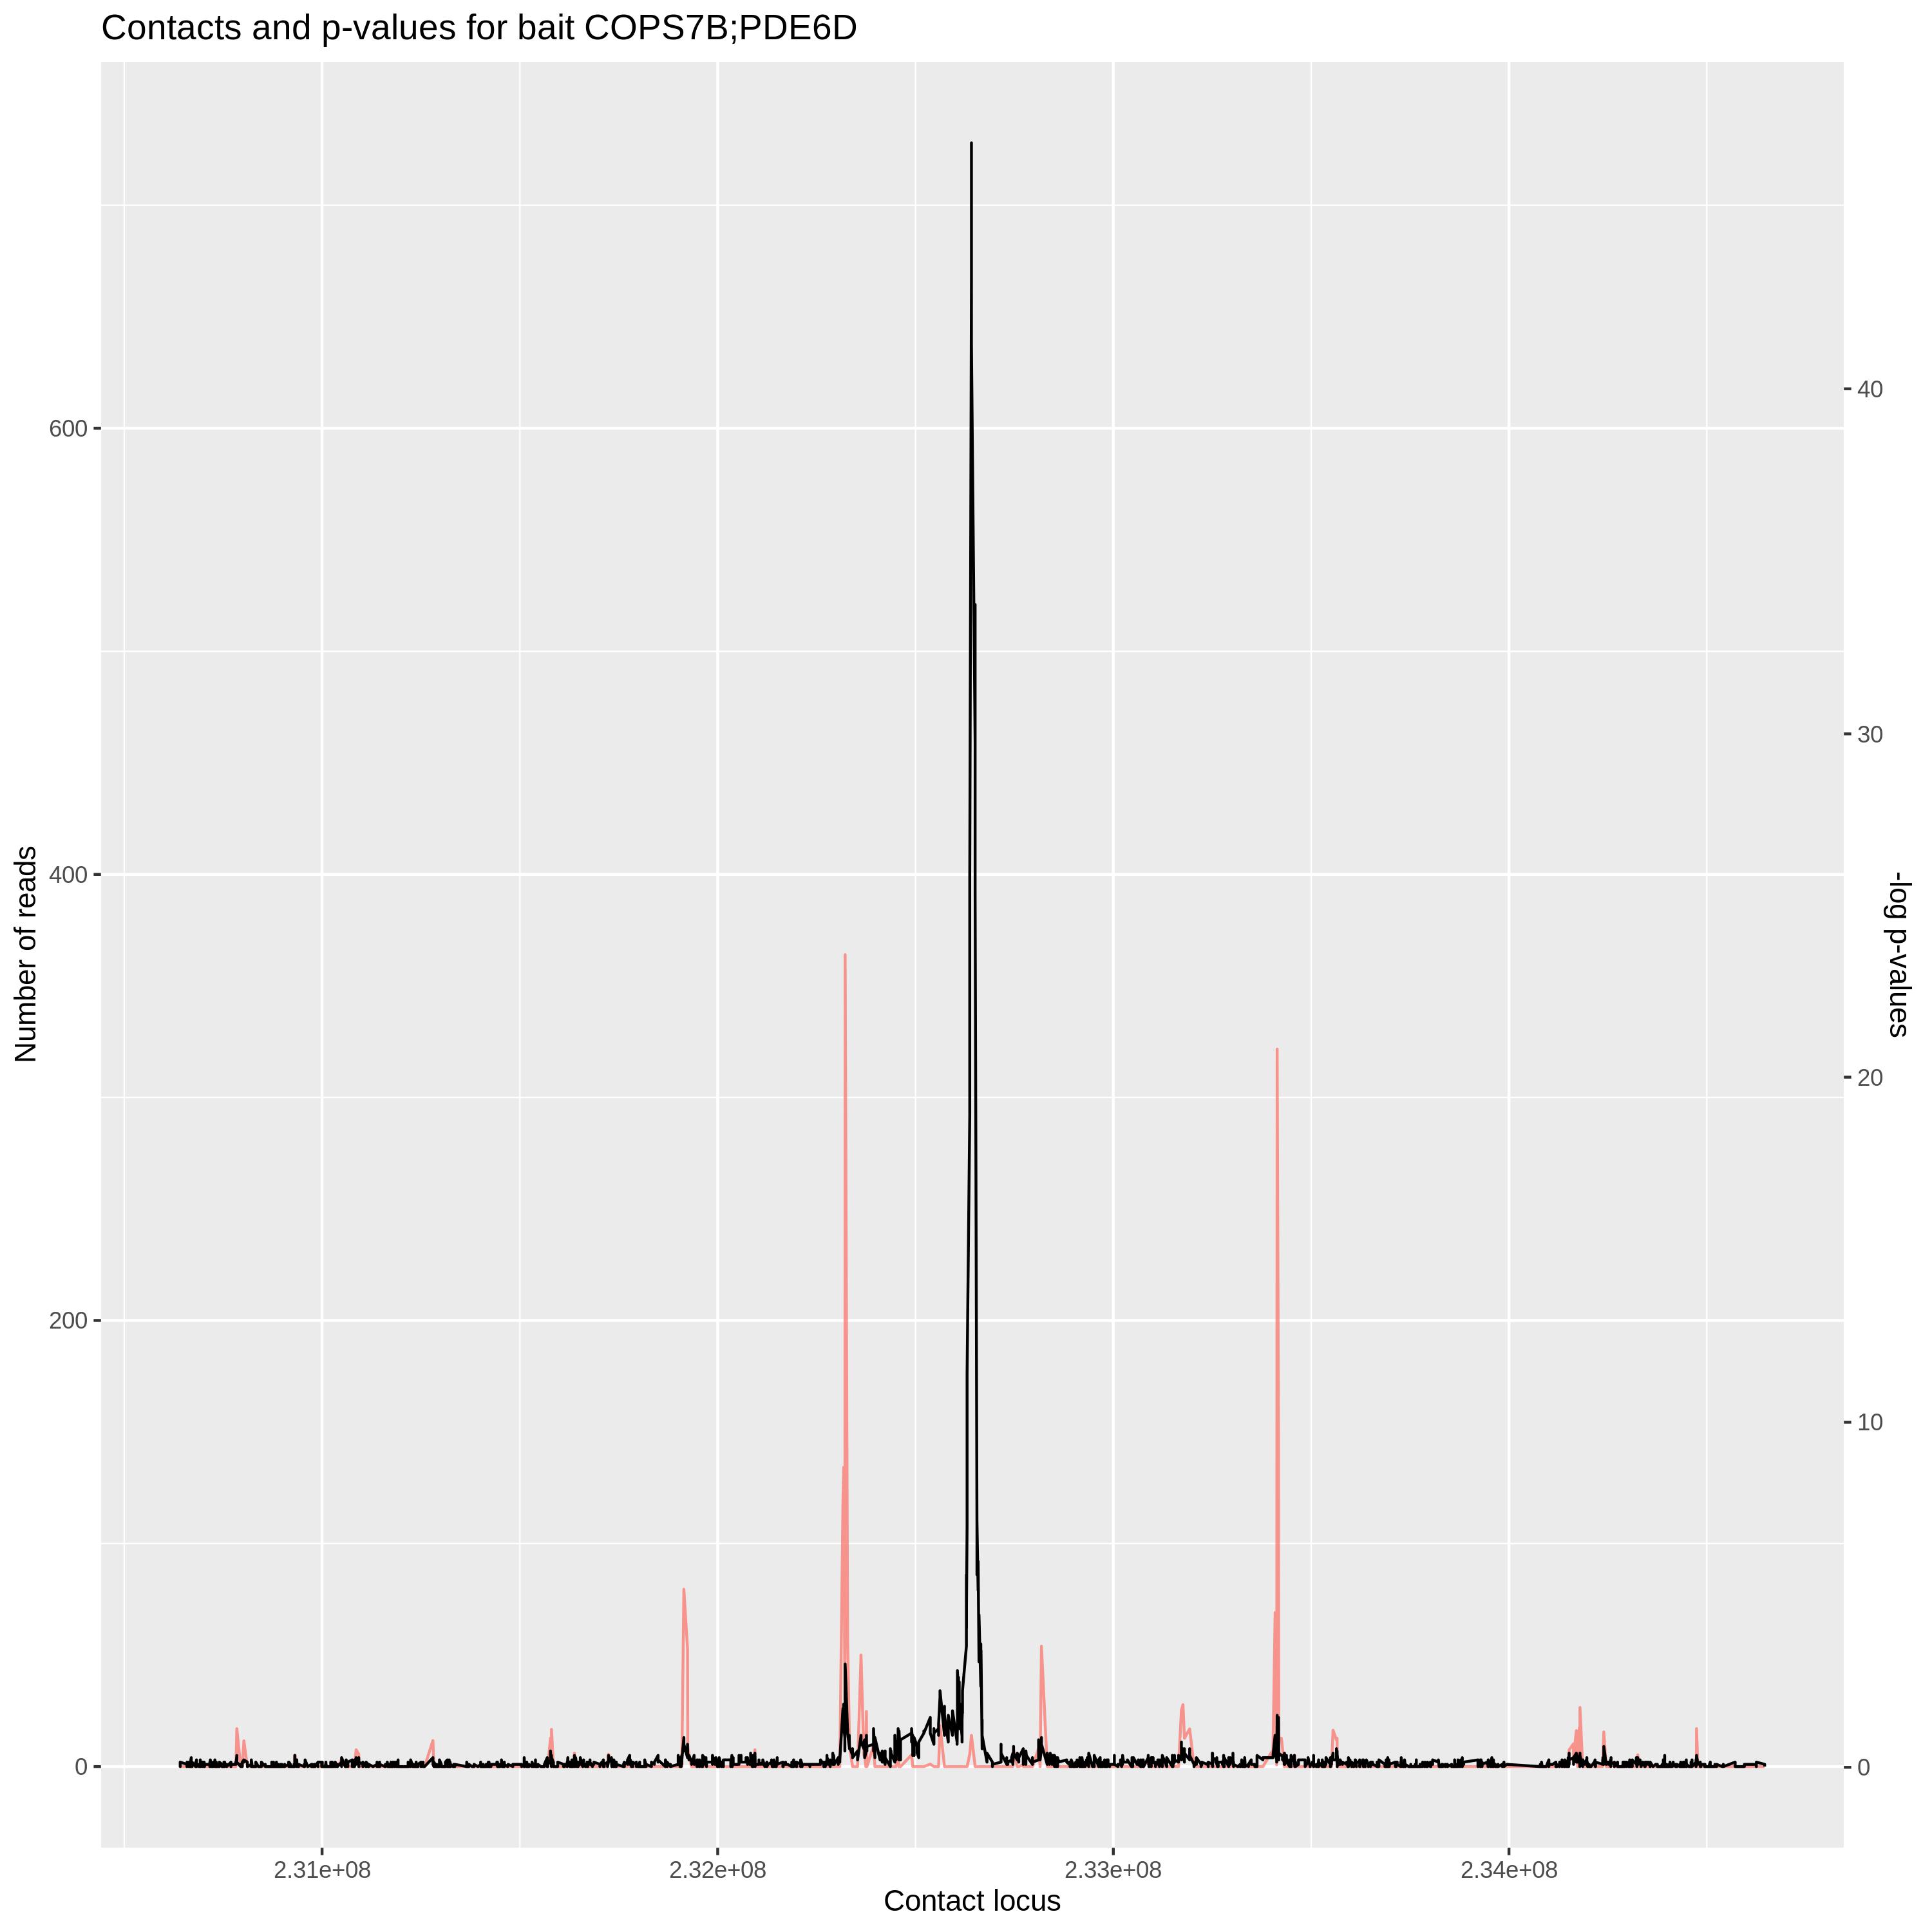 Contacts and p-values for bait COPS7B;PDE6D
Number of reads
600
400
200
0
40
30
20
10
0
-log p-values
2.31e+08
2.32e+08
2.33e+08
2.34e+08
Contact locus